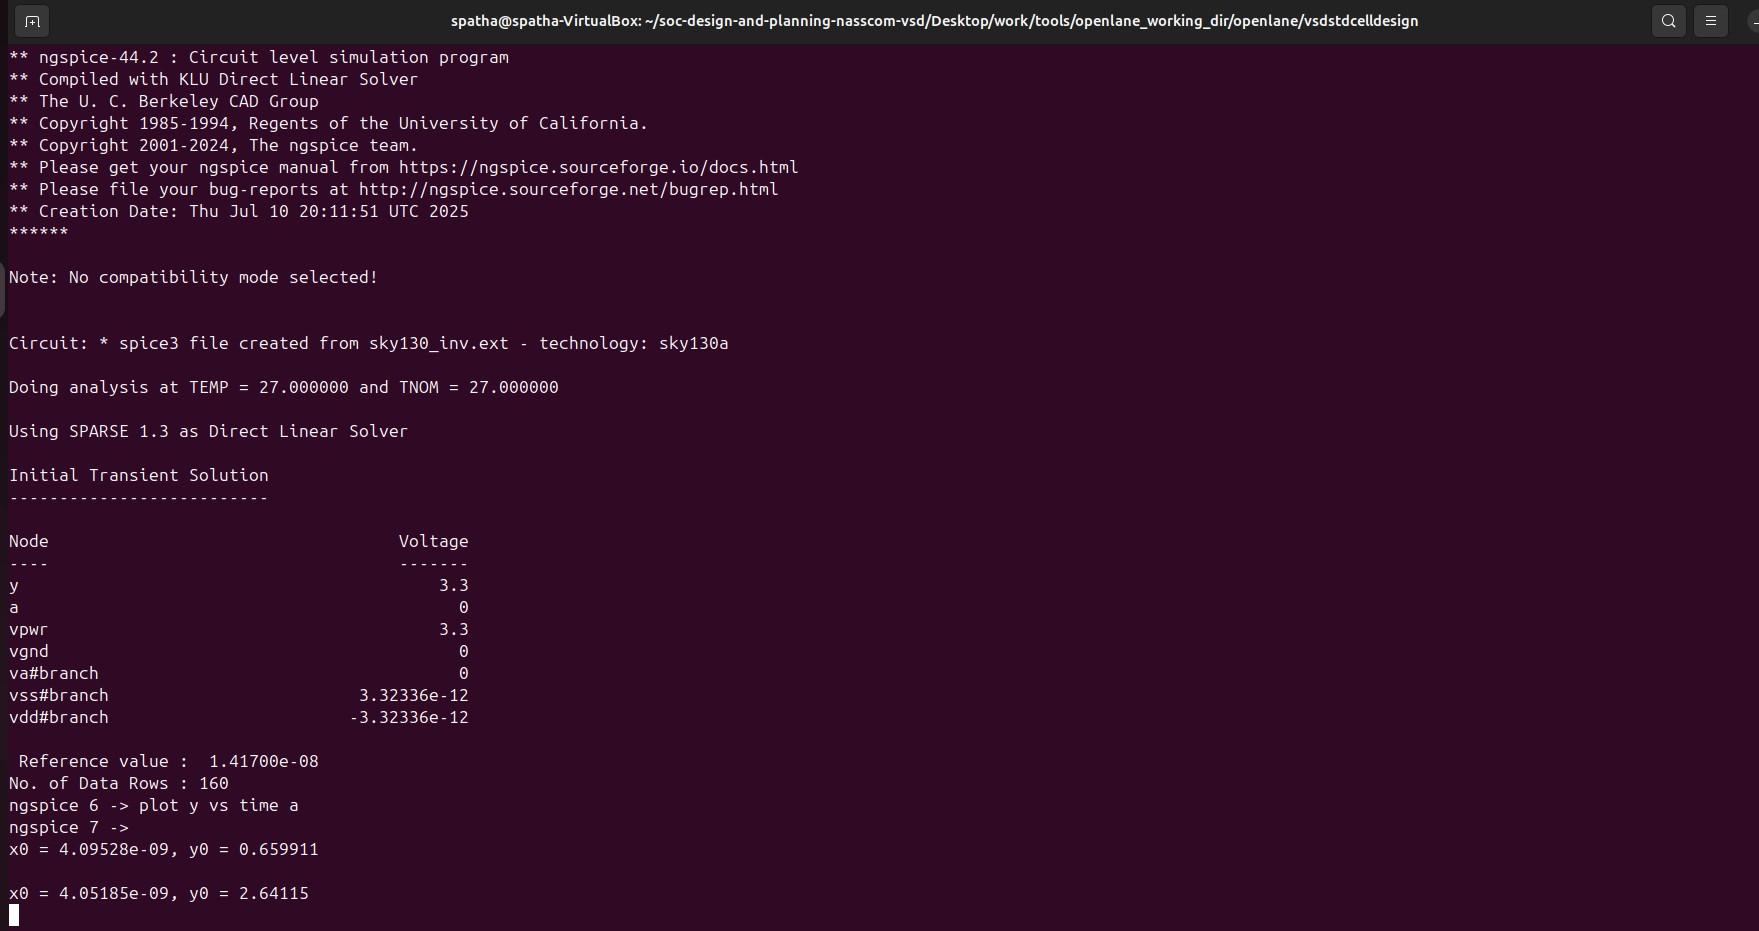 spatha@spatha-VirtualBox: ~/soc-design-and-planning-nasscom-vsd/Desktop/work/tools/openlane_working_dir/openlane/vsdstdcelldesign
** ngspice-44.2 : Circuit level simulation program
** Compiled with KLU Direct Linear Solver
** The U. C. Berkeley CAD Group
** Copyright 1985-1994, Regents of the University of California.
** Copyright 2001-2024, The ngspice team.
** Please get your ngspice manual from https://ngspice.sourceforge.io/docs.html
** Please file your bug-reports at http://ngspice.sourceforge.net/bugrep.html
** Creation Date: Thu Jul 10 20:11:51 UTC 2025
******
Note: No compatibility mode selected!
Circuit: * spice3 file created from sky130_inv.ext - technology: sky130a
Doing analysis at TEMP = 27.000000 and TNOM = 27.000000
Using SPARSE 1.3 as Direct Linear Solver
Initial Transient Solution
--------------------------
Node Voltage
---- -------
y 3.3
a 0
vpwr 3.3
vgnd 0
va#branch 0
vss#branch 3.32336e-12
vdd#branch -3.32336e-12
Reference value : 1.41700e-08
No. of Data Rows : 160
ngspice 6 -> plot y vs time a
ngspice 7 ->
x0 = 4.09528e-09, y0 = 0.659911
x0 = 4.05185e-09, y0 = 2.64115